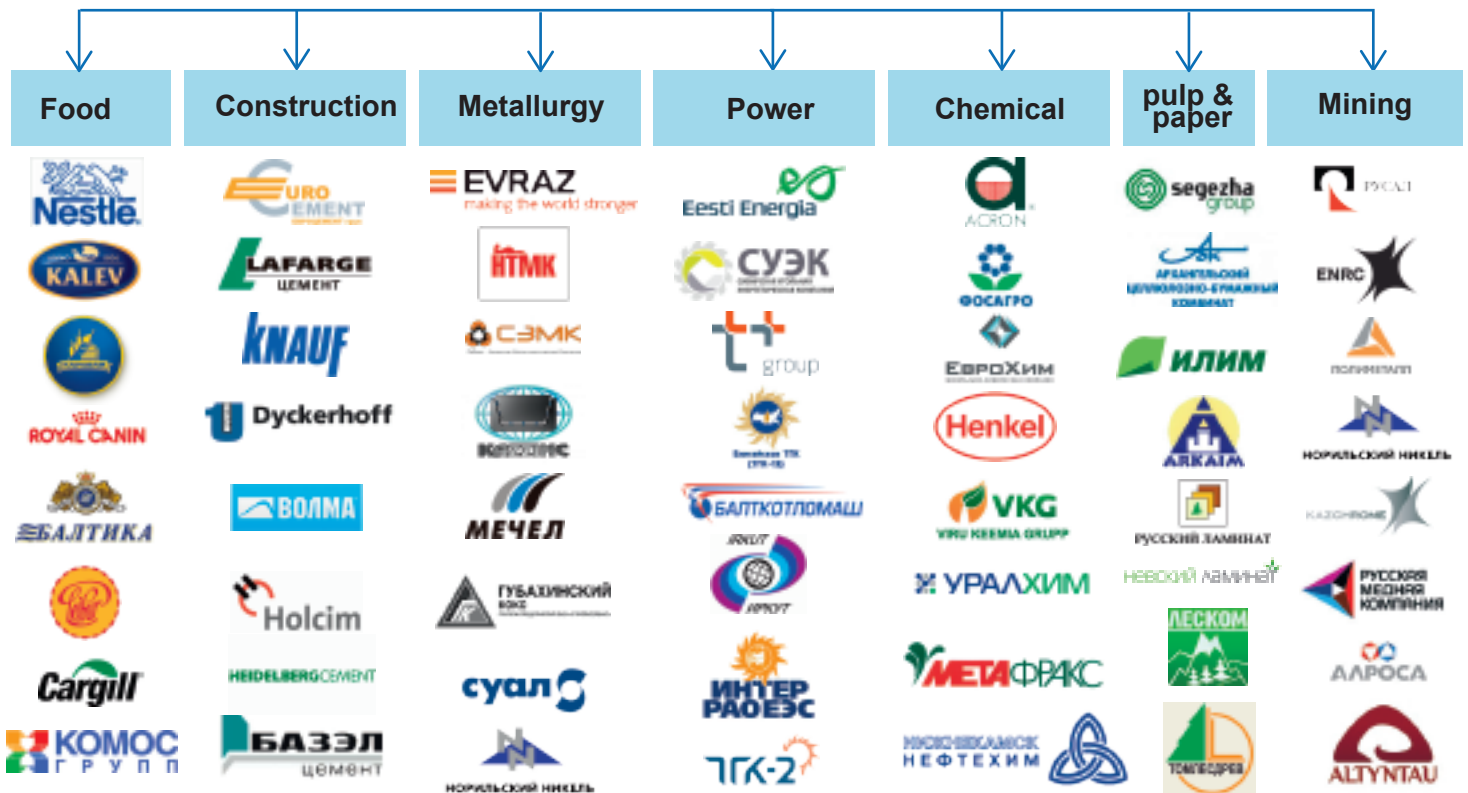 Food
Construction
Metallurgy
Power
Chemical
pulp &
paper
Mining
Nestle
KALEV
ROYAL CANIN
БАЛТИКА
Cargill
КОМОС
ГРУПП
EURO
CEMENT
LAFARGE
ЦЕМЕНТ
KNAUF
Dyckerhoff
ВОЛМА
Holcim
HEIDELBERGCEMENT
БАЗЭЛ
цемент
EVRAZ
making the world stronger
НТМК
СЭМК
МЕЧЕЛ
ГУБАХИНСКИЙ
КОКС
суал
НОРИЛЬСКИЙ НИКЕЛЬ
Eesti Energia
СУЭК
group
БАЛТКОТЛОМАШ
ИРКУТ
ИНТЕР
РАО ЕЭС
ТГК-2
ACRON
ФОСАГРО
ЕвроХим
Henkel
VKG
VIRU KEEMIA GRUPP
УРАЛХИМ
МЕТАФРАКС
НИЖНЕКАМСК
НЕФТЕХИМ
segezha
group
АРХАНГЕЛЬСКИЙ
ЦЕЛЛЮЛОЗНО-БУМАЖНЫЙ
КОМБИНАТ
ИЛИМ
ARKAIM
РУССКИЙ ЛАМИНАТ
НЕВСКИЙ ЛАМИНАТ
ЛЕСКОМ
ТОМЛЕСДРЕВ
РУСАЛ
ENRC
ПОЛИМЕТАЛЛ
НОРИЛЬСКИЙ НИКЕЛЬ
KAZCHROME
РУССКАЯ
МЕДНАЯ
КОМПАНИЯ
АЛРОСА
ALTYNTAU